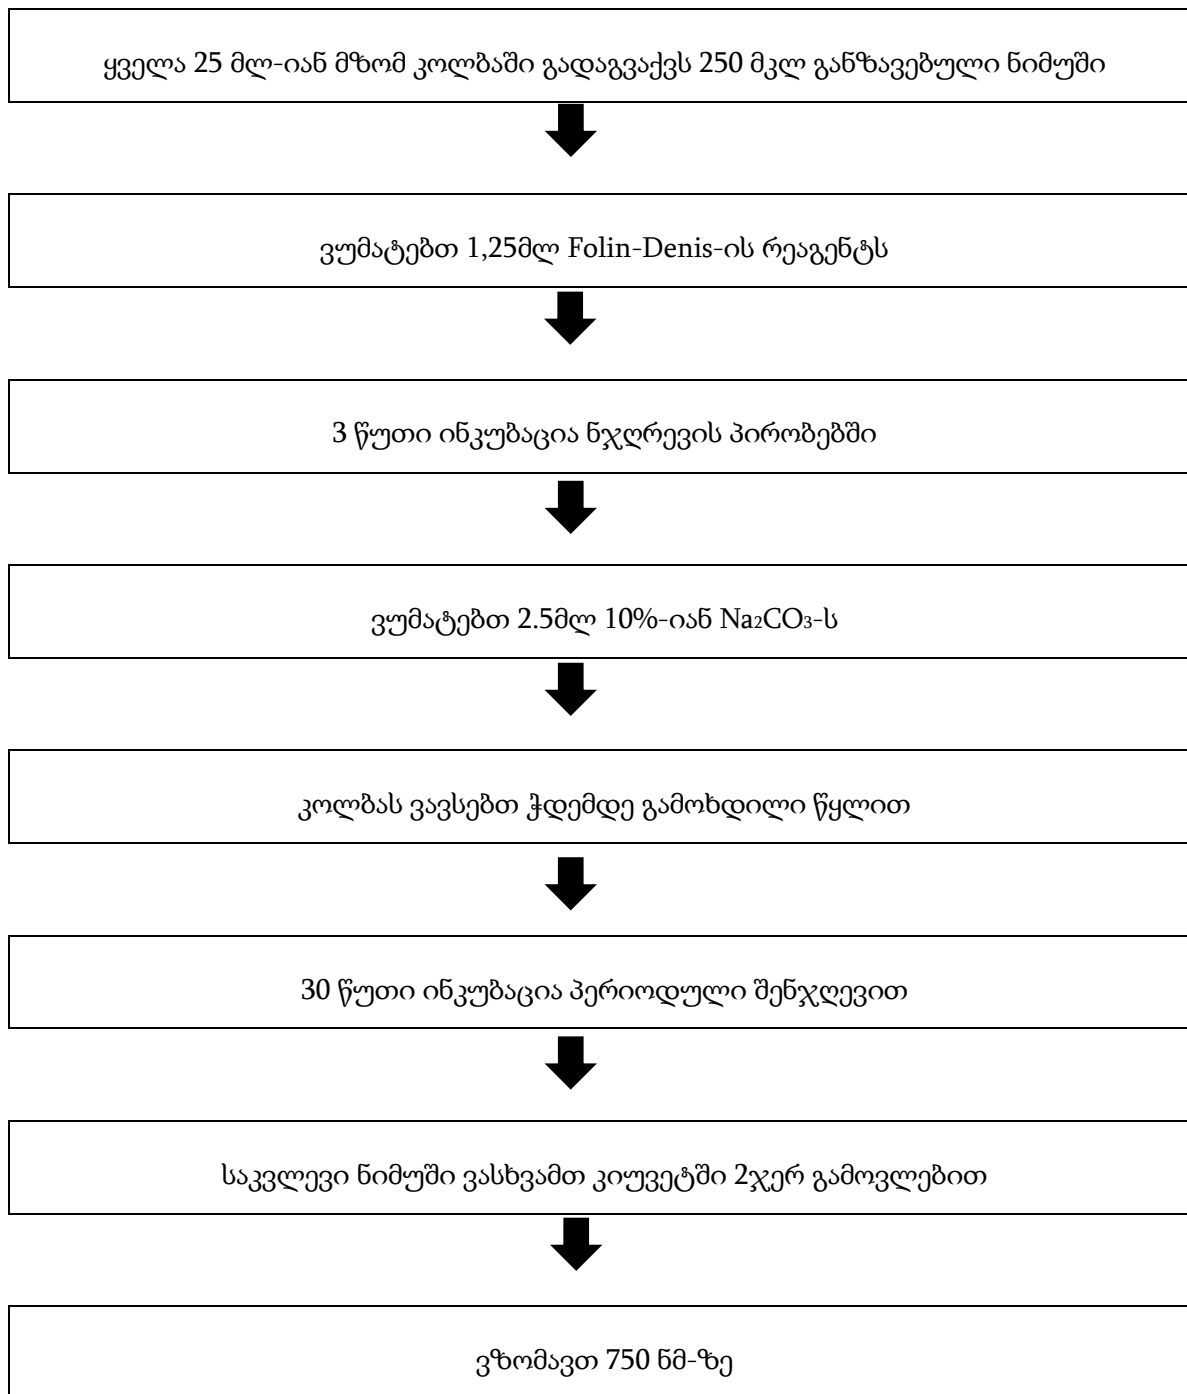 ყველა 25 მლ-იან მზომ კოლბაში გადაგვაქვს 250 მკლ განზავებული ნიმუში
ვუმატებთ 1,25მლ Folin-Denis-ის რეაგენტს
3 წუთი ინკუბაცია ნჯღრევის პირობებში
ვუმატებთ 2.5მლ 10%-იან Na₂CO₃-ს
კოლბას ვავსებთ ჭდემდე გამოხდილი წყლით
30 წუთი ინკუბაცია პერიოდული შენჯღევით
საკვლევი ნიმუში ვასხვამთ კიუვეტში 2ჯერ გამოვლებით
ვზომავთ 750 ნმ-ზე